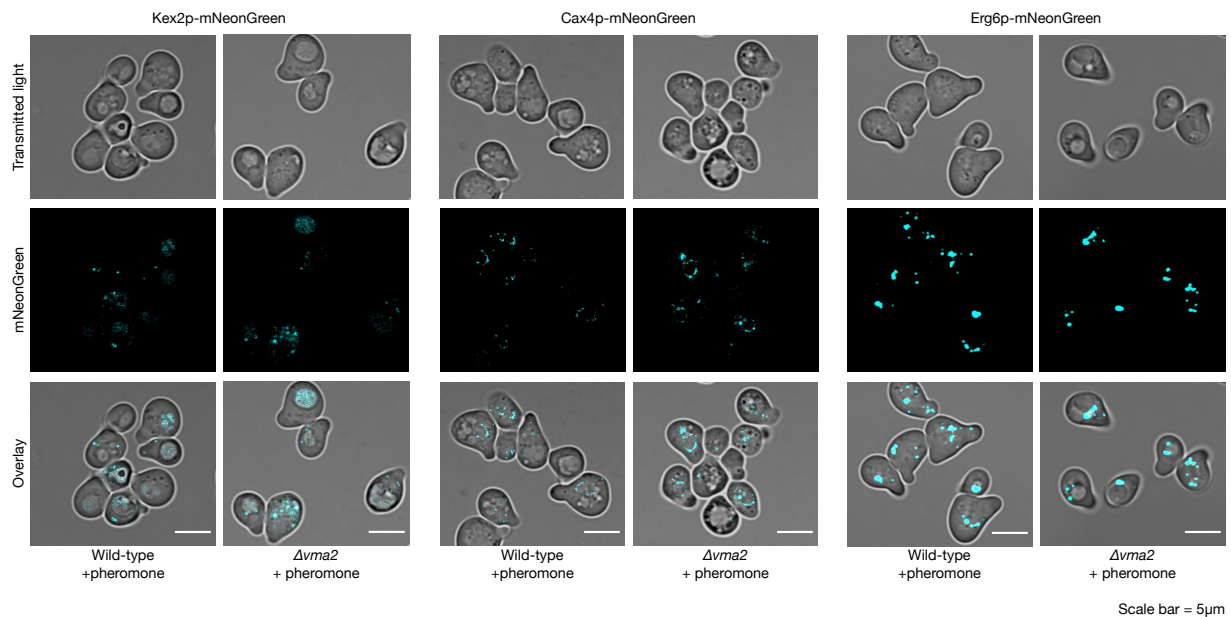 Kex2p-mNeonGreen
Cax4p-mNeonGreen
Erg6p-mNeonGreen
Transmitted light
mNeonGreen
Overlay
Wild-type
+pheromone
Δvma2
+ pheromone
Wild-type
+pheromone
Δvma2
+ pheromone
Wild-type
+pheromone
Δvma2
+ pheromone
Scale bar = 5µm